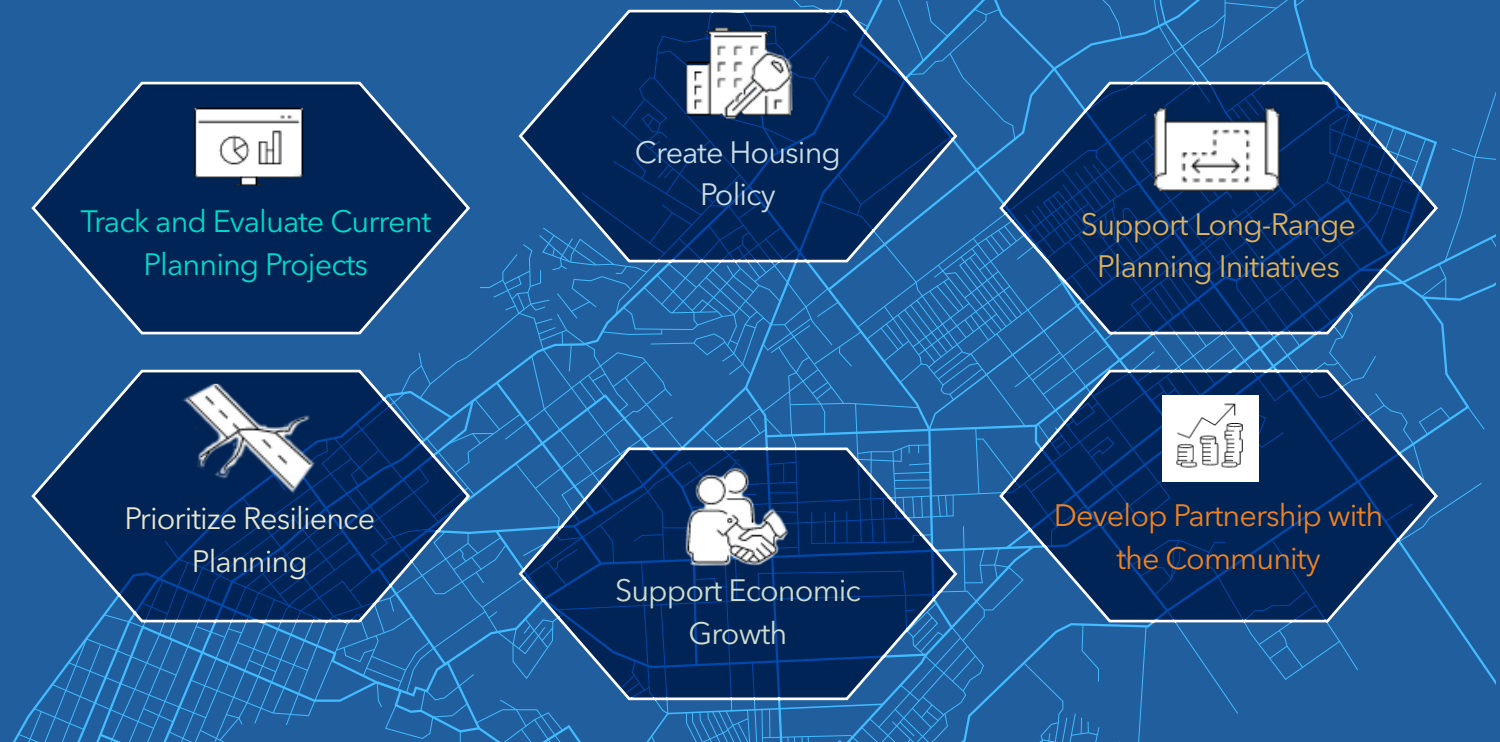 Track and Evaluate Current
Planning Projects
Create Housing
Policy
Support Long-Range
Planning Initiatives
Prioritize Resilience
Planning
Support Economic
Growth
Develop Partnership with
the Community